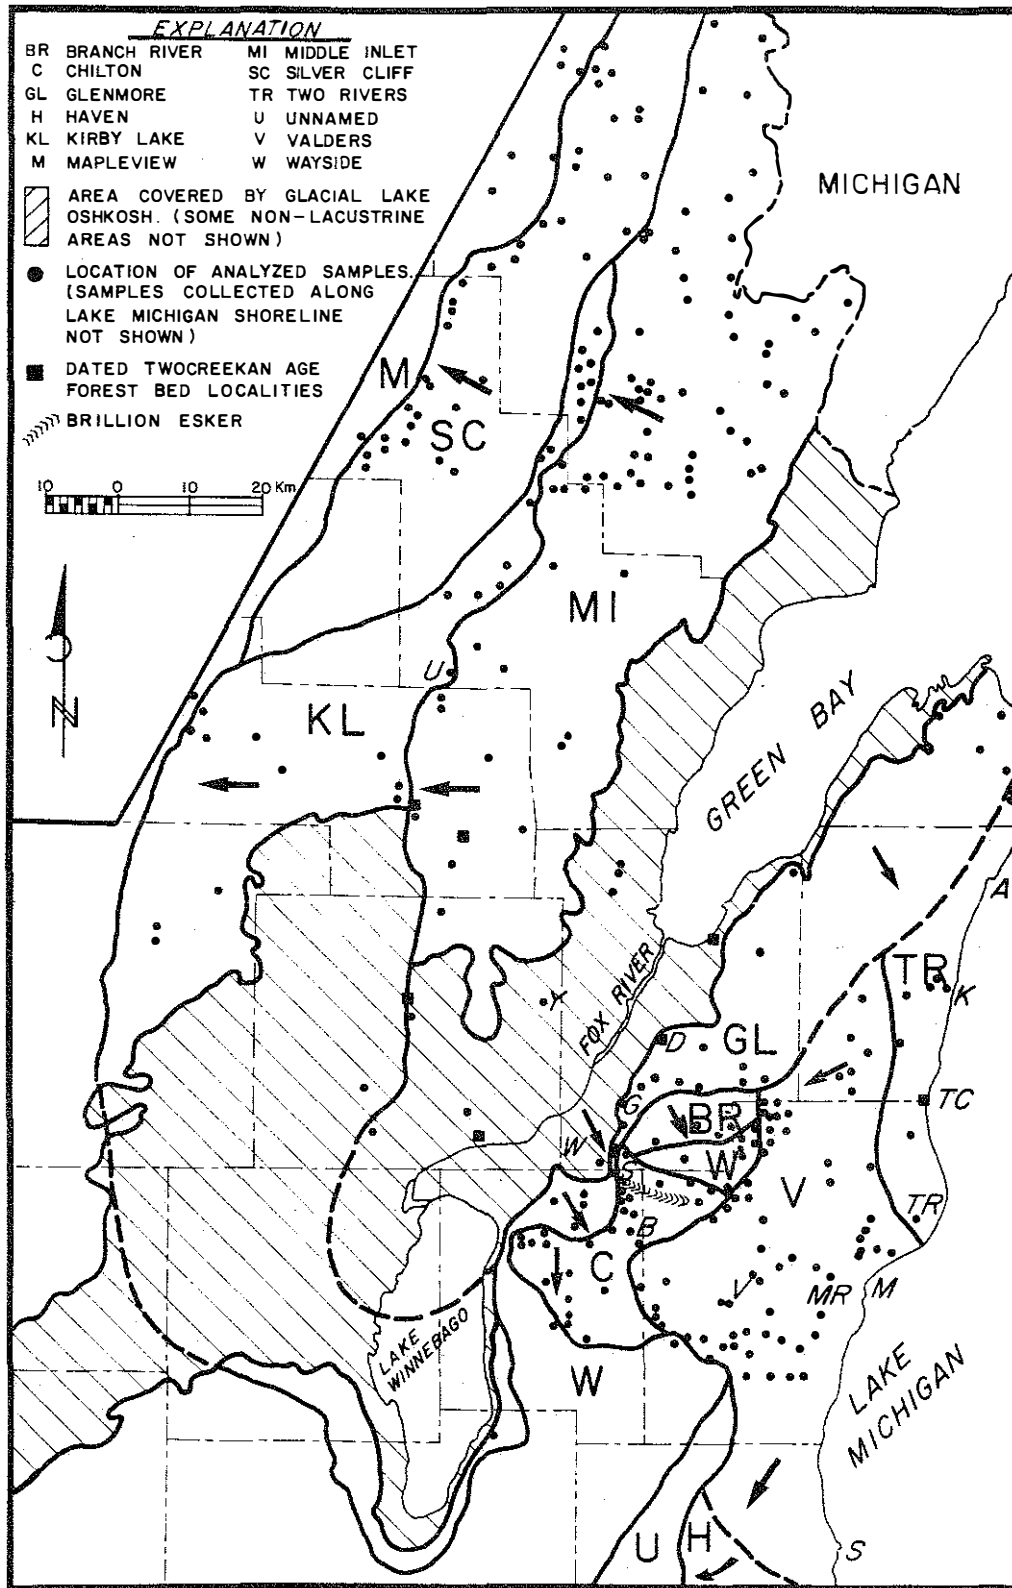 EXPLANATION
BR BRANCH RIVER MI MIDDLE INLET
C CHILTON SC SILVER CLIFF
GL GLENMORE TR TWO RIVERS
H HAVEN U UNNAMED
KL KIRBY LAKE V VALDERS
M MAPLEVIEW W WAYSIDE
AREA COVERED BY GLACIAL LAKE
OSHKOSH. (SOME NON-LACUSTRINE
AREAS NOT SHOWN)
LOCATION OF ANALYZED SAMPLES.
(SAMPLES COLLECTED ALONG
LAKE MICHIGAN SHORELINE
NOT SHOWN)
DATED TWOCREEKAN AGE
FOREST BED LOCALITIES
BRILLION ESKER
10 0 10 20 Km
N
MICHIGAN
M
SC
MI
U
KL
GREEN BAY
A
FOX RIVER
TR
K
D
GL
TC
G
BR
W
W
V
TR
B
C
V
MR
M
LAKE
WINNEBAGO
W
LAKE
MICHIGAN
U
H
S